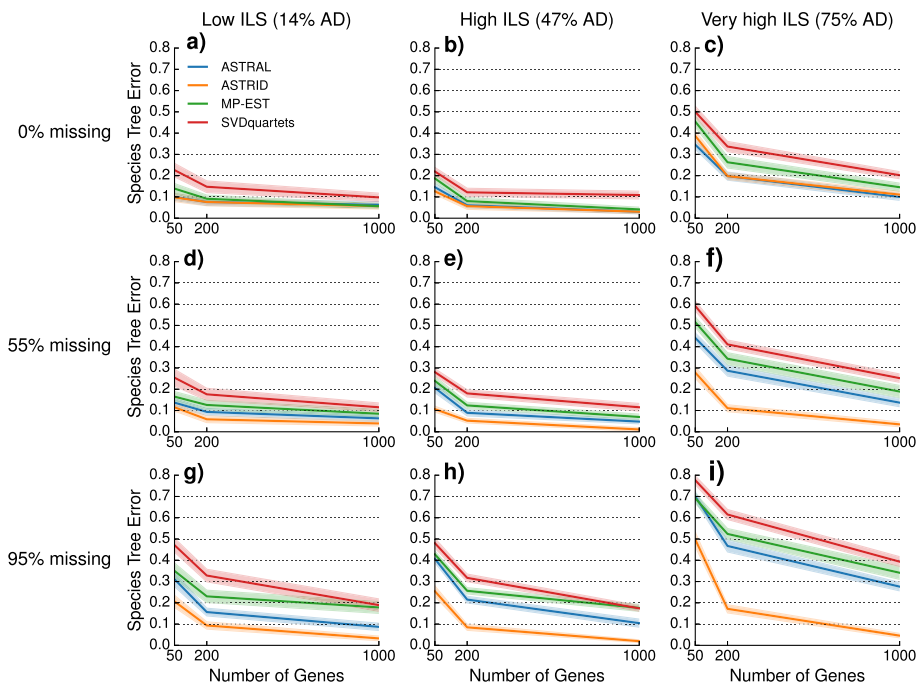 Low ILS (14% AD)
High ILS (47% AD)
Very high ILS (75% AD)
0% missing
Species Tree Error
a)
0.8
0.7
0.6
0.5
0.4
0.3
0.2
0.1
0.0
50 200 1000
ASTRAL
ASTRID
MP-EST
SVDquartets
b)
0.8
0.7
0.6
0.5
0.4
0.3
0.2
0.1
0.0
50 200 1000
c)
0.8
0.7
0.6
0.5
0.4
0.3
0.2
0.1
0.0
50 200 1000
55% missing
Species Tree Error
d)
0.8
0.7
0.6
0.5
0.4
0.3
0.2
0.1
0.0
50 200 1000
e)
0.8
0.7
0.6
0.5
0.4
0.3
0.2
0.1
0.0
50 200 1000
f)
0.8
0.7
0.6
0.5
0.4
0.3
0.2
0.1
0.0
50 200 1000
95% missing
Species Tree Error
g)
0.8
0.7
0.6
0.5
0.4
0.3
0.2
0.1
0.0
50 200 1000
Number of Genes
h)
0.8
0.7
0.6
0.5
0.4
0.3
0.2
0.1
0.0
50 200 1000
Number of Genes
i)
0.8
0.7
0.6
0.5
0.4
0.3
0.2
0.1
0.0
50 200 1000
Number of Genes